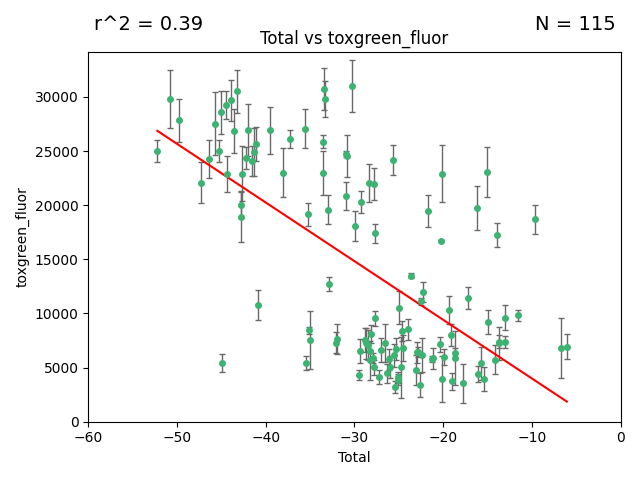 r^2 = 0.39
N = 115
Total vs toxgreen_fluor
30000
25000
20000
15000
10000
5000
0
toxgreen_fluor
−60
−50
−40
−30
−20
−10
0
Total